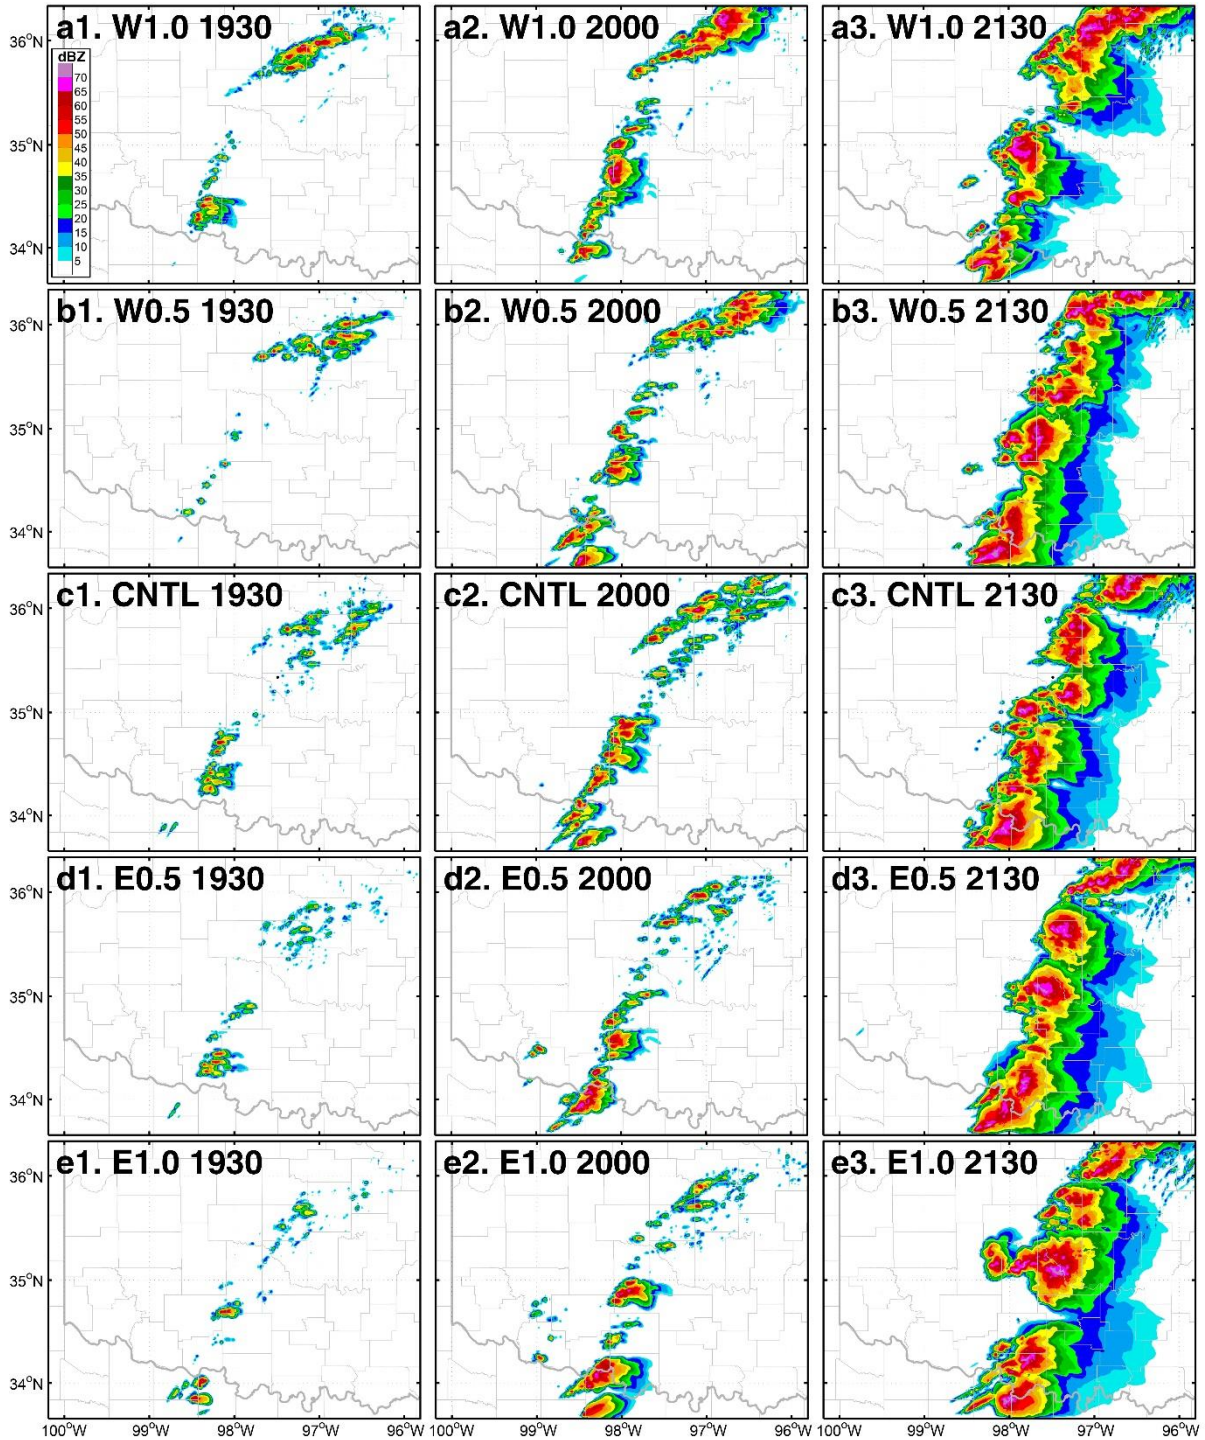 a1. W1.0 1930
a2. W1.0 2000
a3. W1.0 2130
36°N
dBZ
70
65
60
55
50
45
40
35
30
25
20
15
10
5
35°N
34°N
b1. W0.5 1930
b2. W0.5 2000
b3. W0.5 2130
36°N
35°N
34°N
c1. CNTL 1930
c2. CNTL 2000
c3. CNTL 2130
36°N
35°N
34°N
d1. E0.5 1930
d2. E0.5 2000
d3. E0.5 2130
36°N
35°N
34°N
e1. E1.0 1930
e2. E1.0 2000
e3. E1.0 2130
36°N
35°N
34°N
100°W 99°W 98°W 97°W 96°W 100°W 99°W 98°W 97°W 96°W 100°W 99°W 98°W 97°W 96°W